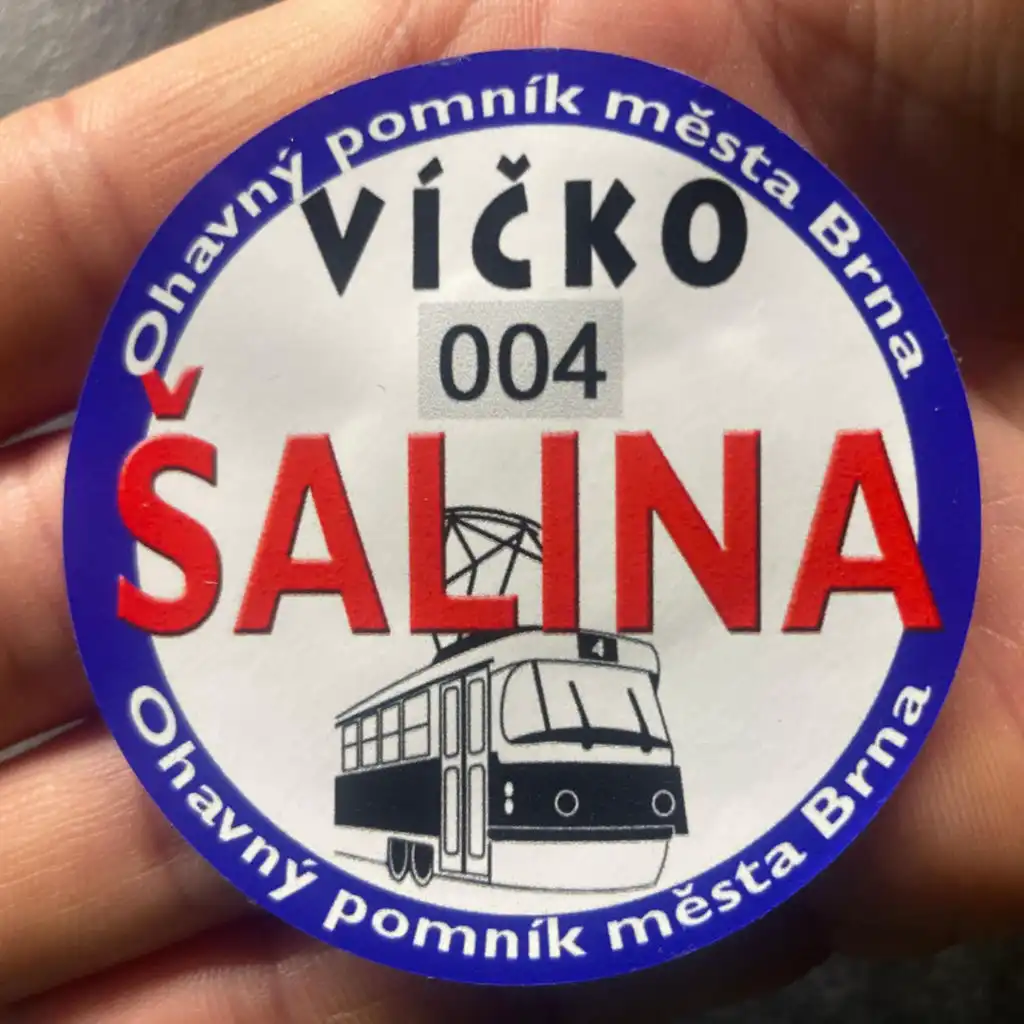 Ohavný pomník města Brna
VÍČKO
004
ŠALINA
4
Ohavný pomník města Brna